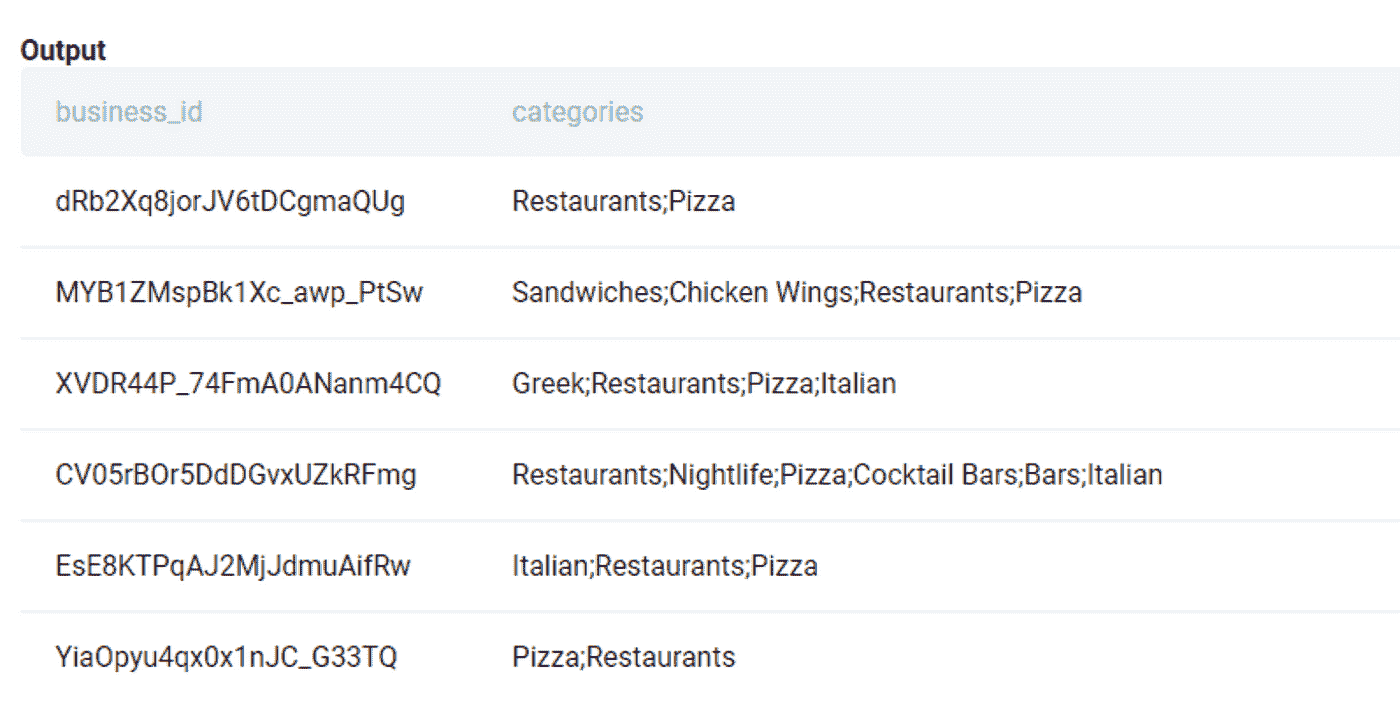 Output
business_id categories
dRb2Xq8jorJV6tDCgmaQUg Restaurants;Pizza
MYB1ZMspBk1Xc_awp_PtSw Sandwiches;Chicken Wings;Restaurants;Pizza
XVDR44P_74FmA0ANanm4CQ Greek;Restaurants;Pizza;Italian
CV05rBOr5DdDGvxUZkRFmg Restaurants;Nightlife;Pizza;Cocktail Bars;Bars;Italian
EsE8KTPqAJ2MjJdmuAifRw Italian;Restaurants;Pizza
YiaOpyu4qx0x1nJC_G33TQ Pizza;Restaurants